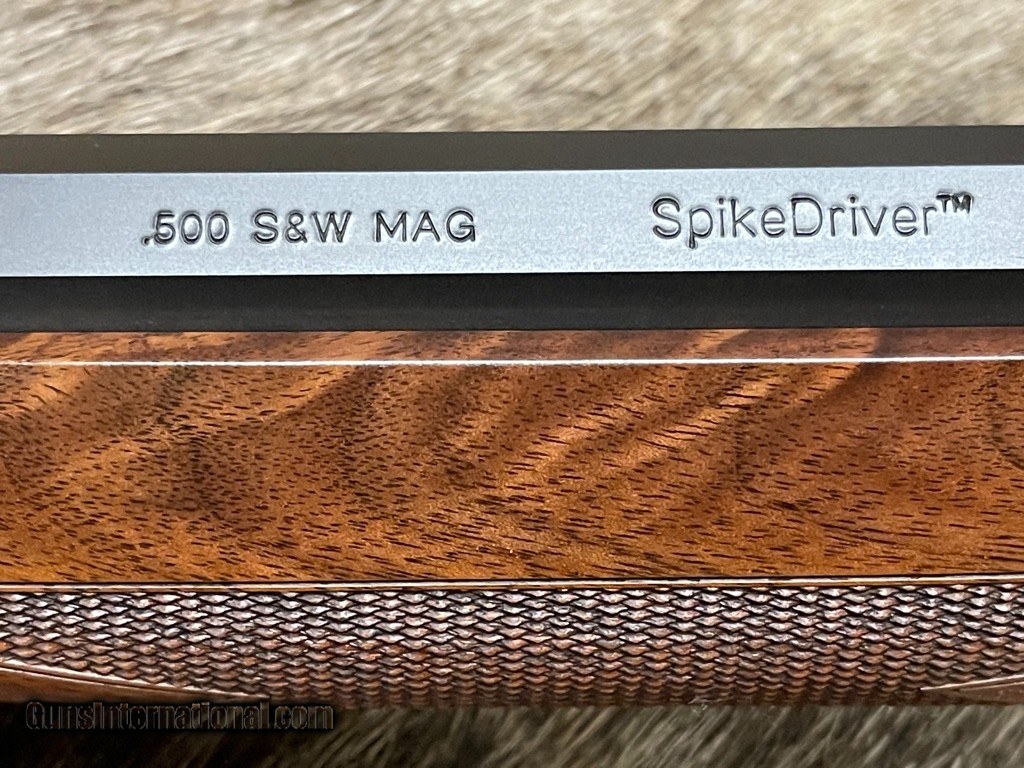 .500 S&W MAG SpikeDriver™
GunsInternational.com